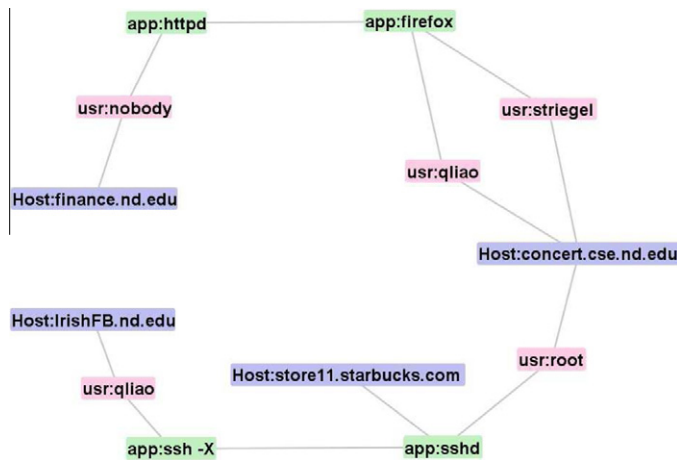 app:httpd
app:firefox
usr:nobody
usr:striegel
usr:qliao
Host:finance.nd.edu
Host:concert.cse.nd.edu
Host:IrishFB.nd.edu
usr:root
Host:store11.starbucks.com
usr:qliao
app:ssh -X
app:sshd